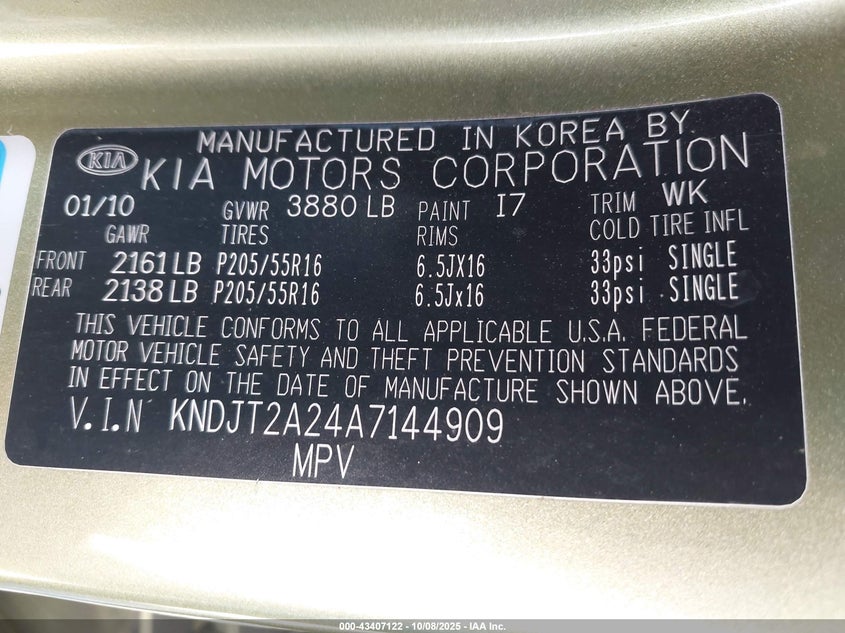 MANUFACTURED IN KOREA BY
KIA KIA MOTORS CORPORATION
01/10 GVWR 3880 LB PAINT I7 TRIM WK
GAWR TIRES RIMS COLD TIRE INFL
FRONT 2161 LB P205/55R16 6.5JX16 33psi SINGLE
REAR 2138 LB P205/55R16 6.5Jx16 33psi SINGLE
THIS VEHICLE CONFORMS TO ALL APPLICABLE U.S.A. FEDERAL
MOTOR VEHICLE SAFETY AND THEFT PREVENTION STANDARDS
IN EFFECT ON THE DATE OF MANUFACTURE SHOWN ABOVE.
V.I.N KNDJT2A24A7144909
MPV
000-43407122 - 10/08/2025 - IAA Inc.